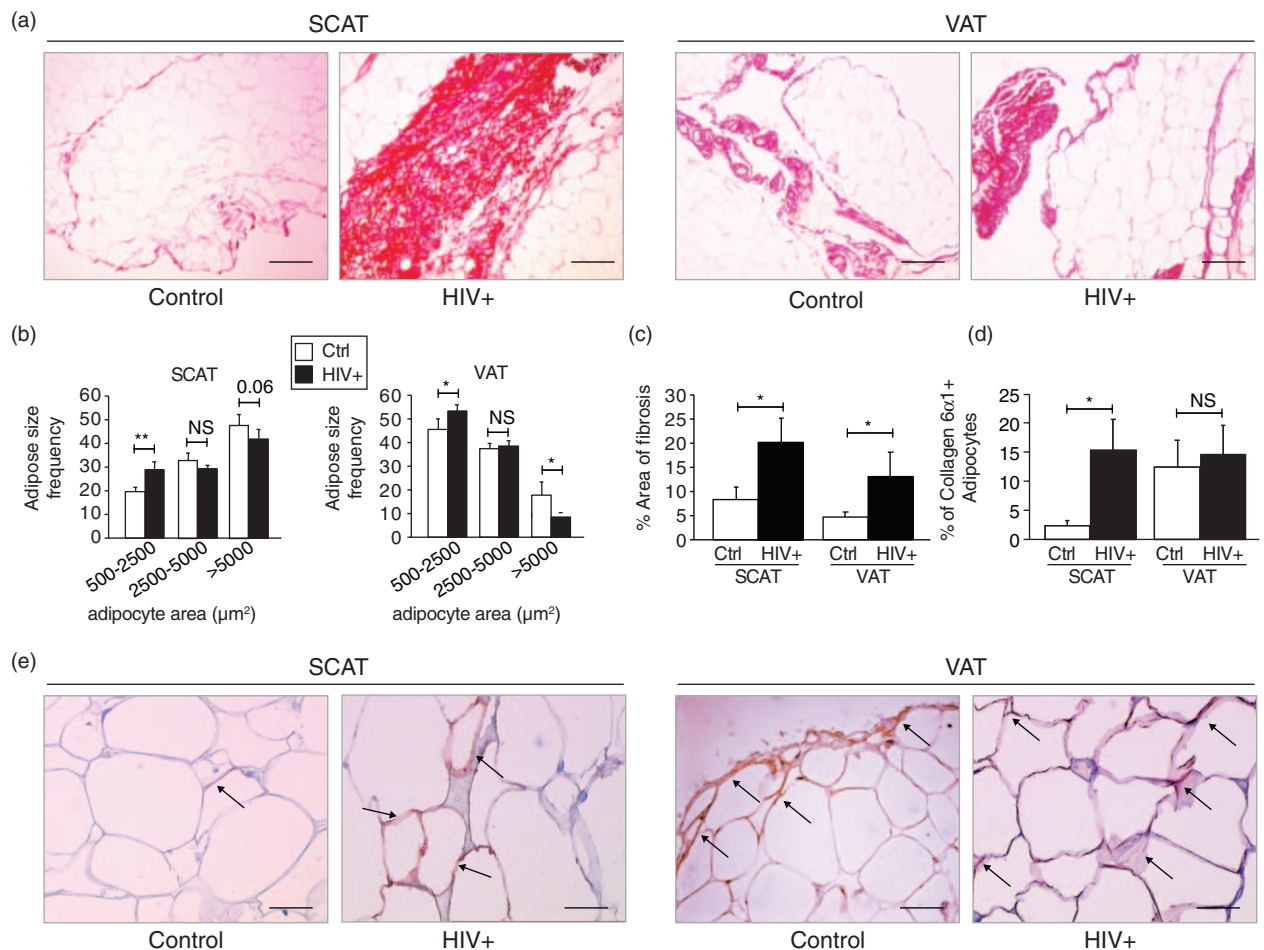 (a)
SCAT
VAT
Control
HIV+
Control
HIV+
(b)
Ctrl
HIV+
SCAT
Adipose size
frequency
60
50
40
30
20
10
0
**
NS
0.06
500-2500
2500-5000
>5000
adipocyte area (µm²)
VAT
Adipose size
frequency
60
50
40
30
20
10
0
*
NS
*
500-2500
2500-5000
>5000
adipocyte area (µm²)
(c)
% Area of fibrosis
30
25
20
15
10
5
0
*
*
Ctrl HIV+ Ctrl HIV+
SCAT VAT
(d)
% of Collagen 6α1+
Adipocytes
25
20
15
10
5
0
*
NS
Ctrl HIV+ Ctrl HIV+
SCAT VAT
(e)
SCAT
VAT
Control
HIV+
Control
HIV+